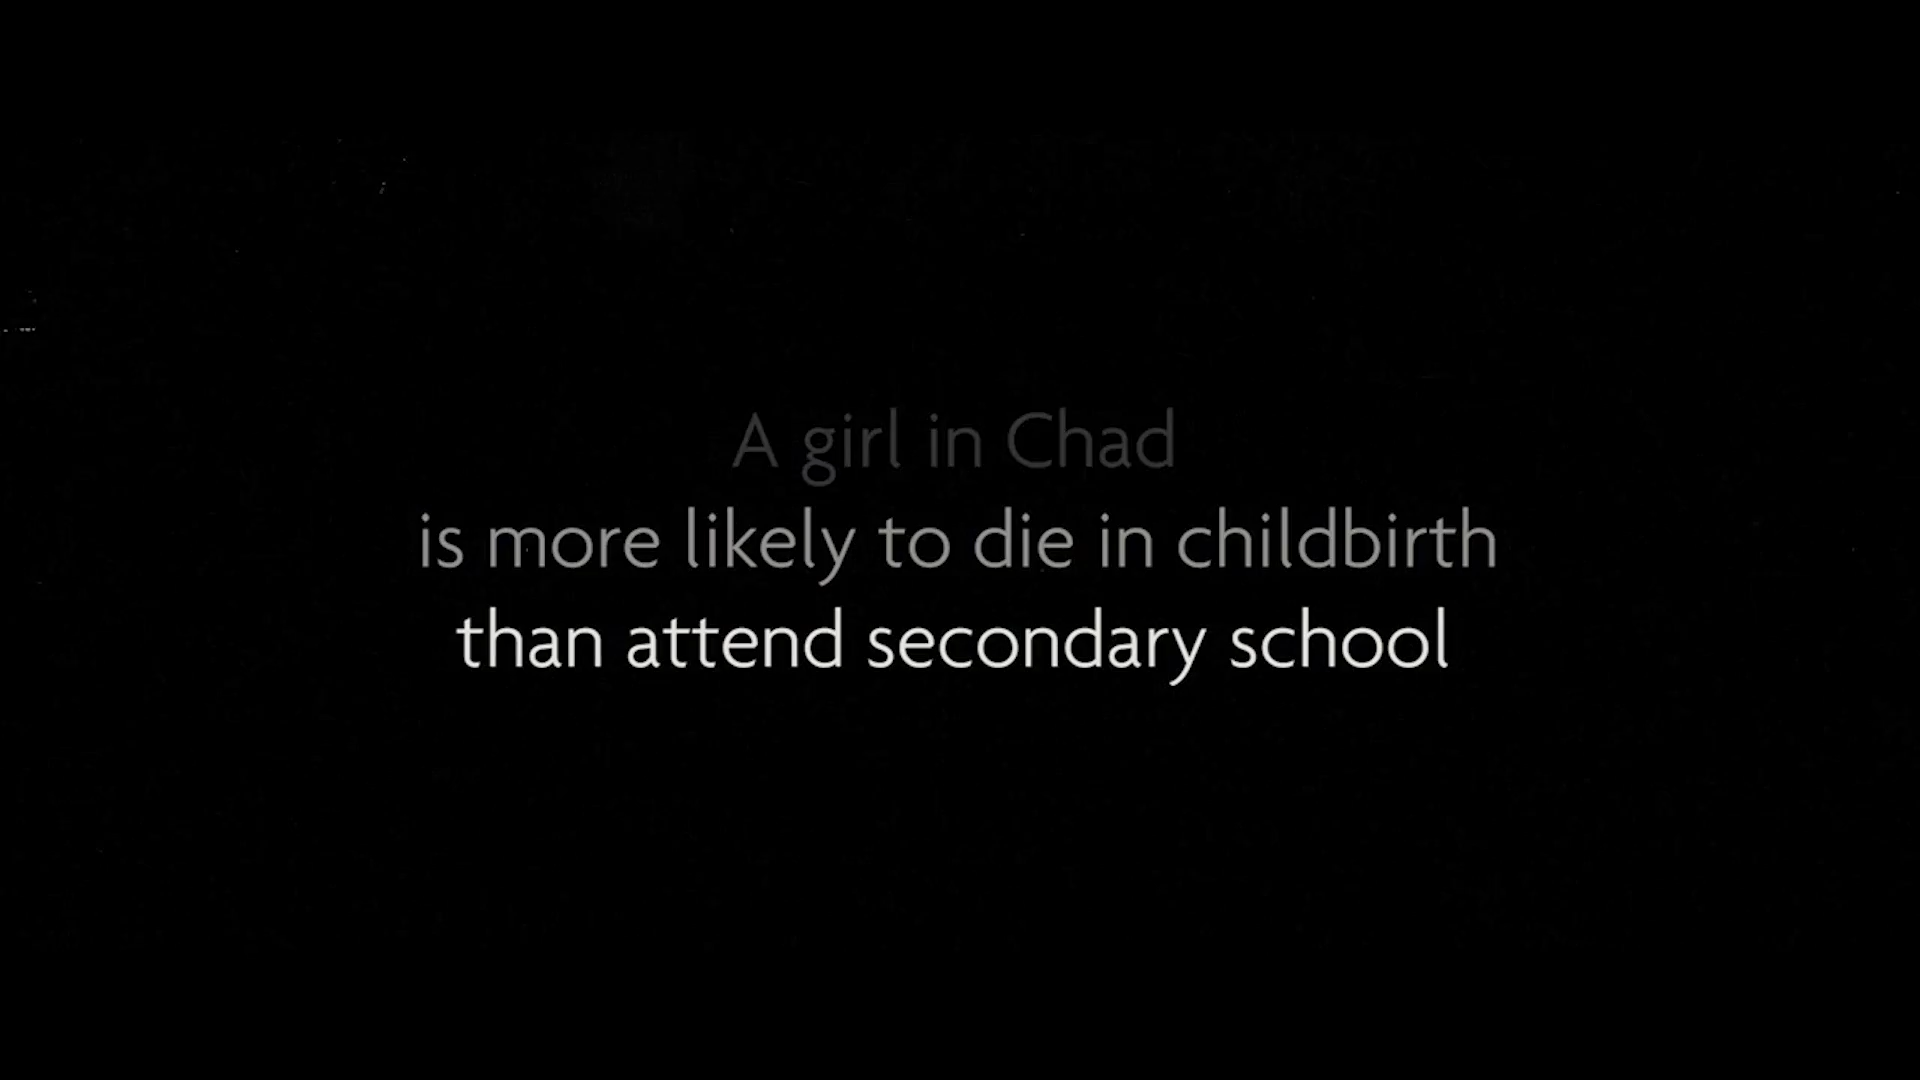 A girl in Chad
is more likely to die in childbirth
than attend secondary school